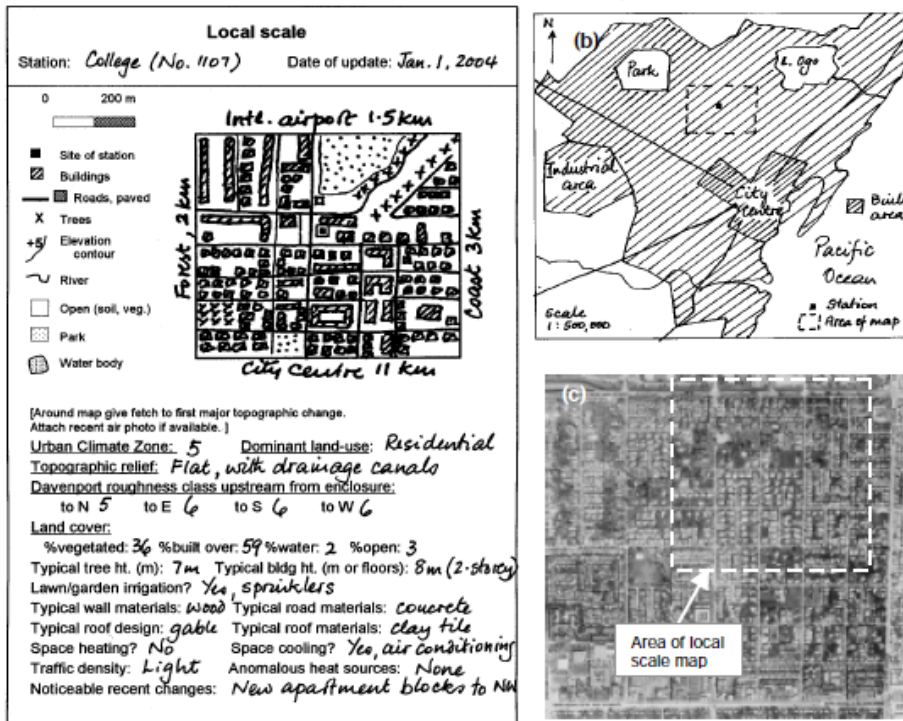 Local scale
Station: College (No. 1107) Date of update: Jan. 1, 2004
0 200 m
Site of station
Buildings
Roads, paved
X Trees
+5 Elevation
contour
River
Open (soil, veg.)
Park
Water body
Intl. airport 1.5 km
Forest, 2 km
Coast 3 km
City Centre 11 km
[Around map give fetch to first major topographic change.
Attach recent air photo if available. ]
Urban Climate Zone: 5 Dominant land-use: Residential
Topographic relief: Flat, with drainage canals
Davenport roughness class upstream from enclosure:
to N 5 to E 6 to S 6 to W 6
Land cover:
%vegetated: 36 %built over: 59 %water: 2 %open: 3
Typical tree ht. (m): 7m Typical bldg ht. (m or floors): 8m (2-storey)
Lawn/garden irrigation? Yes, sprinklers
Typical wall materials: wood Typical road materials: concrete
Typical roof design: gable Typical roof materials: clay tile
Space heating? No Space cooling? Yes, air conditioning
Traffic density: Light Anomalous heat sources: None
Noticeable recent changes: New apartment blocks to NW
N
(b)
Park
L. Ogo
Industrial
area
City
Centre
Built
area
Pacific
Ocean
Station
Area of map
Scale
1:500,000
(c)
Area of local
scale map